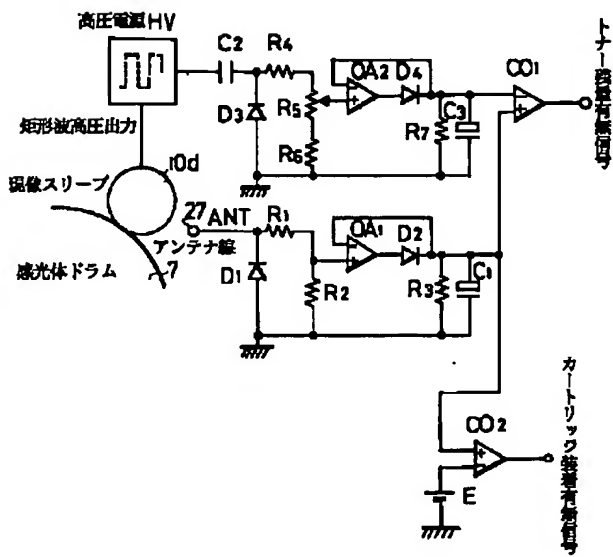 高圧電源HV
C2
R4
OA2
D4
CO1
トナー残量有無信号
D3
R5
R6
R7
C3
矩形波高圧出力
10d
現像スリーブ
27
ANT
アンテナ線
感光体ドラム
7
R1
OA1
D2
D1
R2
R3
C1
CO2
E
カートリッジ装着有無信号